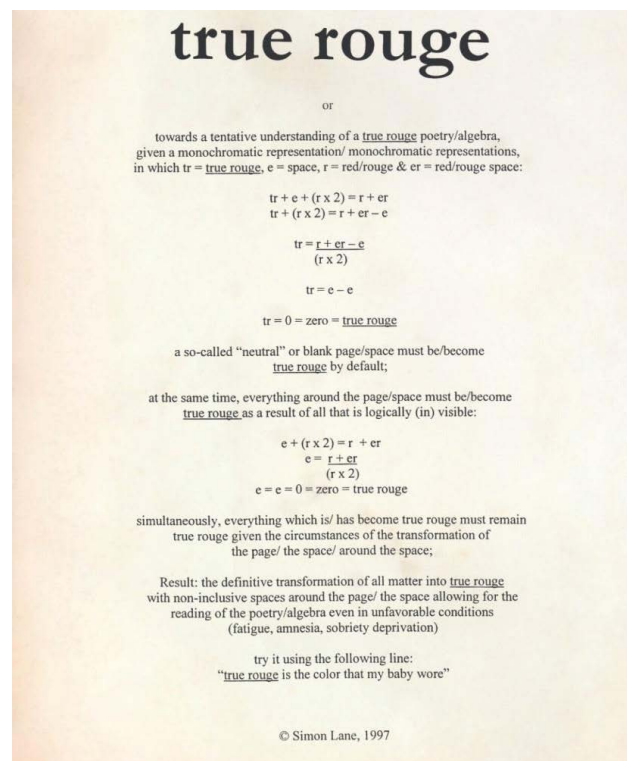 true rouge
or
towards a tentative understanding of a true rouge poetry/algebra,
given a monochromatic representation/ monochromatic representations,
in which tr = true rouge, e = space, r = red/rouge & er = red/rouge space:
tr + e + (r x 2) = r + er
tr + (r x 2) = r + er – e
tr = r + er – e
(r x 2)
tr = e – e
tr = 0 = zero = true rouge
a so-called “neutral” or blank page/space must be/become
true rouge by default;
at the same time, everything around the page/space must be/become
true rouge as a result of all that is logically (in) visible:
e + (r x 2) = r + er
e = r + er
(r x 2)
e = e = 0 = zero = true rouge
simultaneously, everything which is/ has become true rouge must remain
true rouge given the circumstances of the transformation of
the page/ the space/ around the space;
Result: the definitive transformation of all matter into true rouge
with non-inclusive spaces around the page/ the space allowing for the
reading of the poetry/algebra even in unfavorable conditions
(fatigue, amnesia, sobriety deprivation)
try it using the following line:
“true rouge is the color that my baby wore”
© Simon Lane, 1997